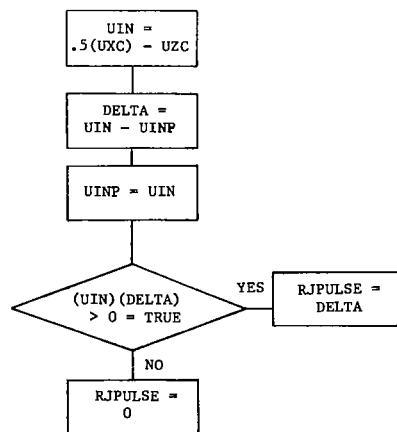 UIN =
.5(UXC) - UZC
DELTA =
UIN - UINP
UINP = UIN
(UIN)(DELTA)
> 0 = TRUE
YES
RJPULSE =
DELTA
NO
RJPULSE =
0